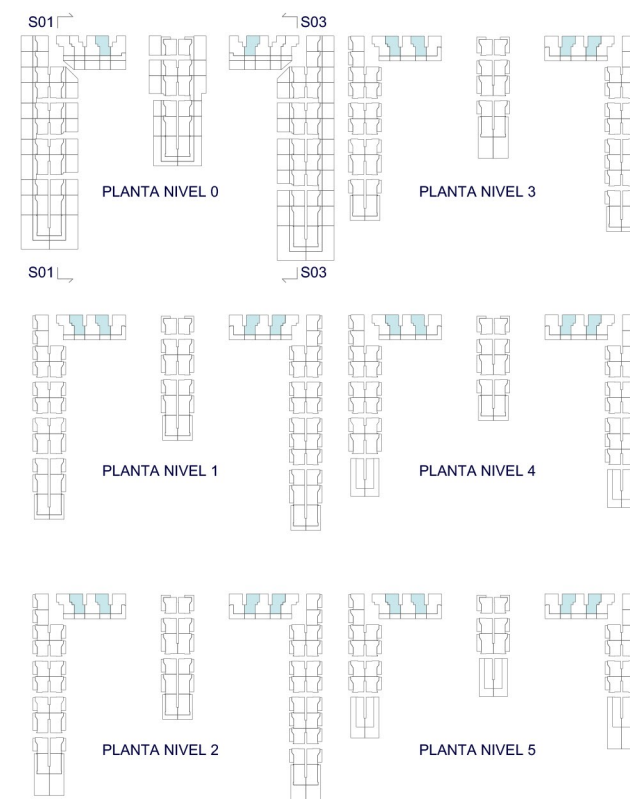 S01 S03
PLANTA NIVEL 0
PLANTA NIVEL 3
S01 S03
PLANTA NIVEL 1
PLANTA NIVEL 4
PLANTA NIVEL 2
PLANTA NIVEL 5